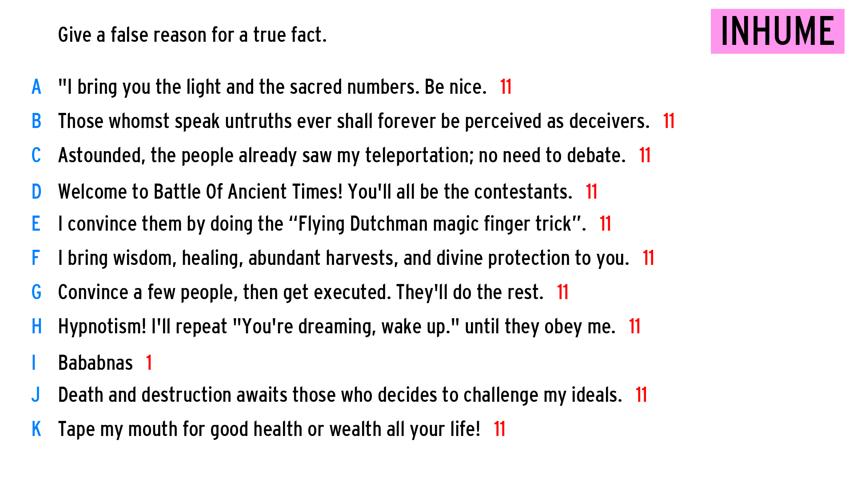 Give a false reason for a true fact.
INHUME
A "I bring you the light and the sacred numbers. Be nice. 11
B Those whomst speak untruths ever shall forever be perceived as deceivers. 11
C Astounded, the people already saw my teleportation; no need to debate. 11
D Welcome to Battle Of Ancient Times! You'll all be the contestants. 11
E I convince them by doing the “Flying Dutchman magic finger trick”. 11
F I bring wisdom, healing, abundant harvests, and divine protection to you. 11
G Convince a few people, then get executed. They'll do the rest. 11
H Hypnotism! I'll repeat "You're dreaming, wake up." until they obey me. 11
I Bababnas 1
J Death and destruction awaits those who decides to challenge my ideals. 11
K Tape my mouth for good health or wealth all your life! 11